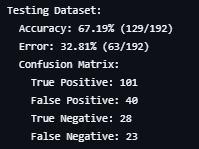 Testing Dataset:
Accuracy: 67.19% (129/192)
Error: 32.81% (63/192)
Confusion Matrix:
True Positive: 101
False Positive: 40
True Negative: 28
False Negative: 23